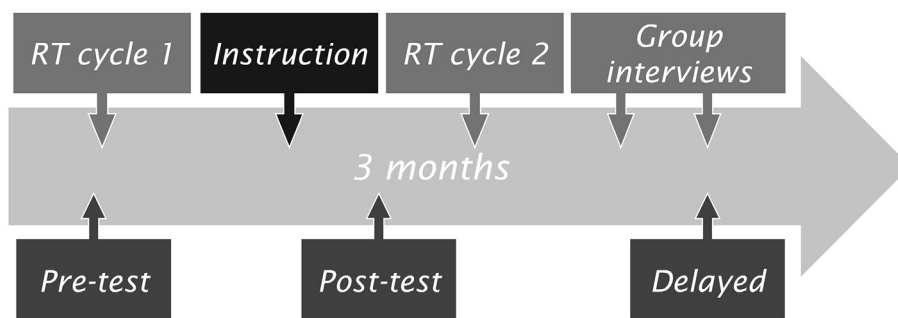 RT cycle 1
Instruction
RT cycle 2
Group
interviews
3 months
Pre-test
Post-test
Delayed